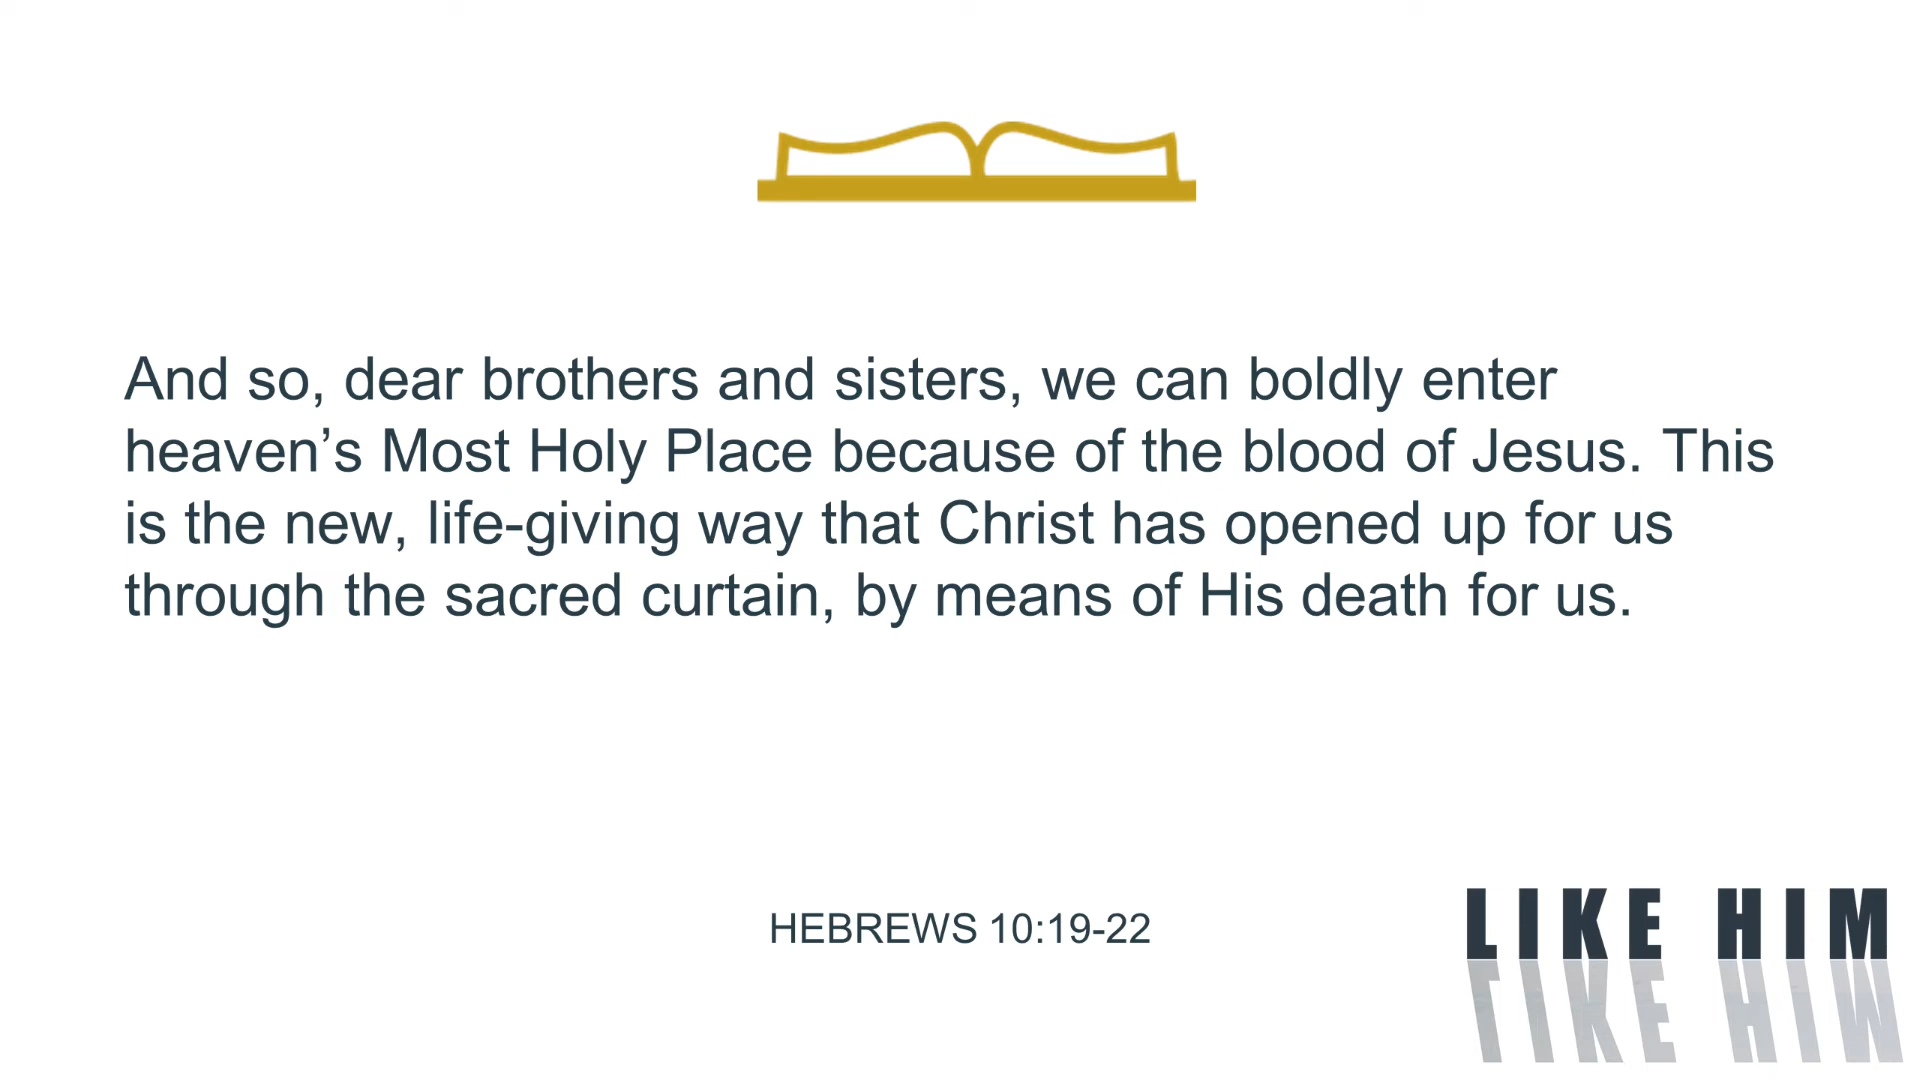 And so, dear brothers and sisters, we can boldly enter
heaven’s Most Holy Place because of the blood of Jesus. This
is the new, life-giving way that Christ has opened up for us
through the sacred curtain, by means of His death for us.
HEBREWS 10:19-22
LIKE HIM